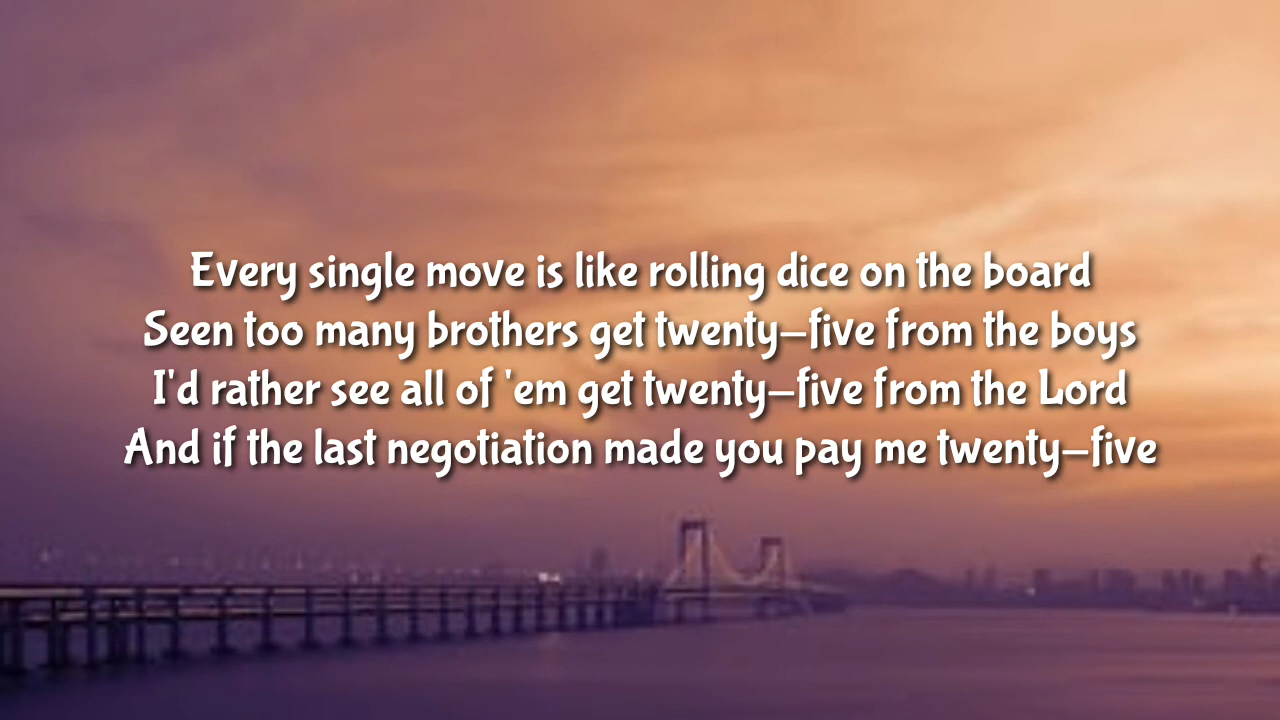 Every single move is like rolling dice on the board
Seen too many brothers get twenty-five from the boys
I'd rather see all of 'em get twenty-five from the Lord
And if the last negotiation made you pay me twenty-five